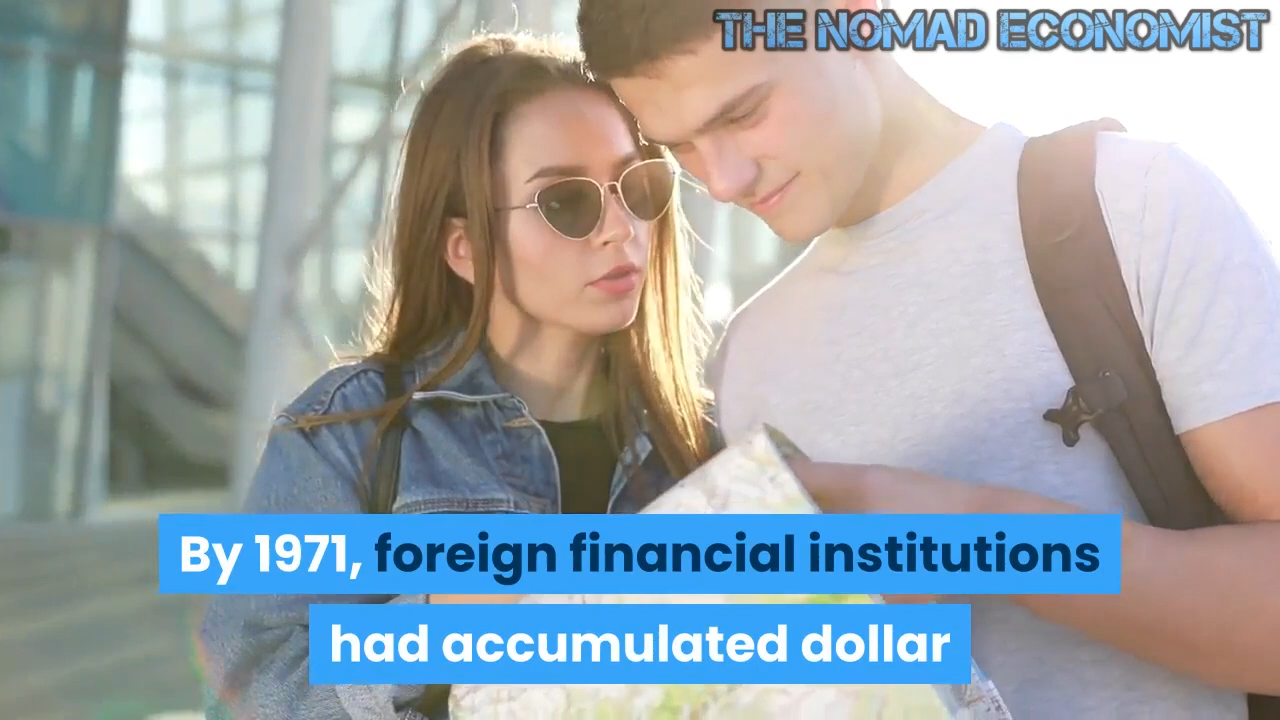 THE NOMAD ECONOMIST
By 1971, foreign financial institutions
had accumulated dollar